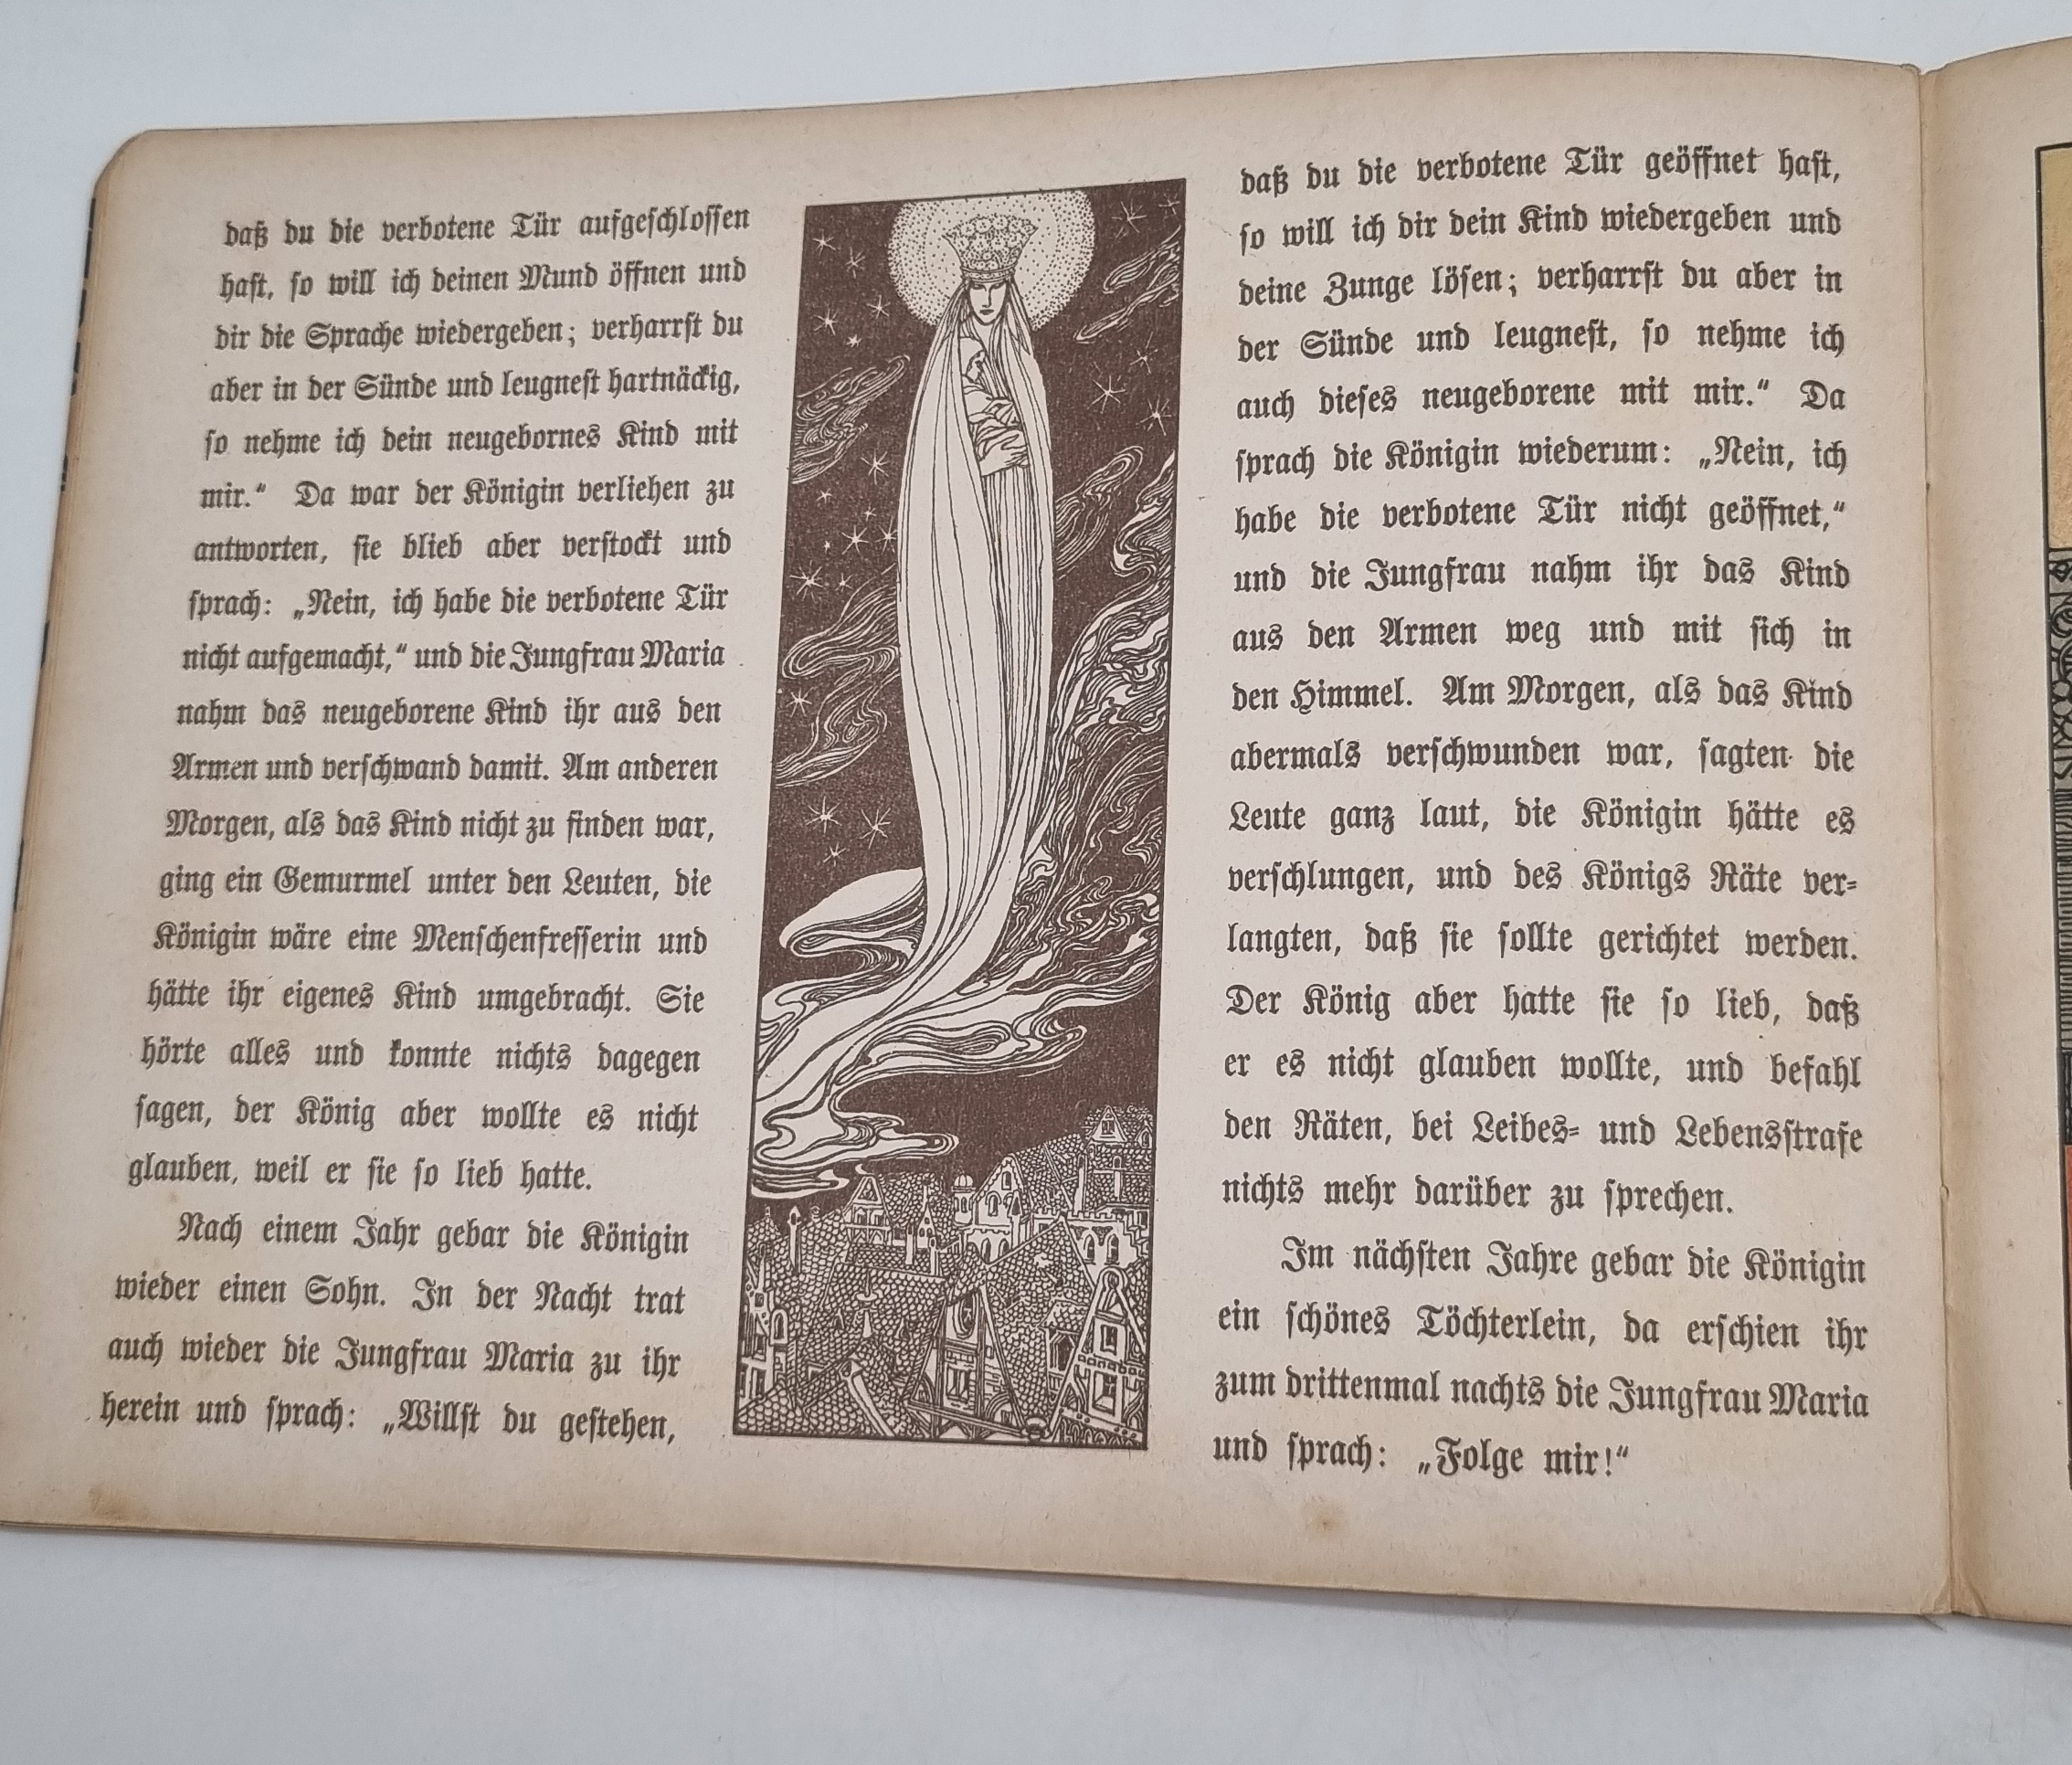 daß du die verbotene Tür aufgeschlossen
hast, so will ich deinen Mund öffnen und
dir die Sprache wiedergeben; verharrst du
aber in der Sünde und leugnest hartnäckig,
so nehme ich dein neugebornes Kind mit
mir.“ Da war der Königin verliehen zu
antworten, sie blieb aber verstockt und
sprach: „Nein, ich habe die verbotene Tür
nicht aufgemacht,“ und die Jungfrau Maria
nahm das neugeborene Kind ihr aus den
Armen und verschwand damit. Am anderen
Morgen, als das Kind nicht zu finden war,
ging ein Gemurmel unter den Leuten, die
Königin wäre eine Menschenfresserin und
hätte ihr eigenes Kind umgebracht. Sie
hörte alles und konnte nichts dagegen
sagen, der König aber wollte es nicht
glauben, weil er sie so lieb hatte.
Nach einem Jahr gebar die Königin
wieder einen Sohn. In der Nacht trat
auch wieder die Jungfrau Maria zu ihr
herein und sprach: „Willst du gestehen,
daß du die verbotene Tür geöffnet hast,
so will ich dir dein Kind wiedergeben und
deine Zunge lösen; verharrst du aber in
der Sünde und leugnest, so nehme ich
auch dieses neugeborene mit mir.“ Da
sprach die Königin wiederum: „Nein, ich
habe die verbotene Tür nicht geöffnet,“
und die Jungfrau nahm ihr das Kind
aus den Armen weg und mit sich in
den Himmel. Am Morgen, als das Kind
abermals verschwunden war, sagten die
Leute ganz laut, die Königin hätte es
verschlungen, und des Königs Räte ver-
langten, daß sie sollte gerichtet werden.
Der König aber hatte sie so lieb, daß
er es nicht glauben wollte, und befahl
den Räten, bei Leibes- und Lebensstrafe
nichts mehr darüber zu sprechen.
Im nächsten Jahre gebar die Königin
ein schönes Töchterlein, da erschien ihr
zum drittenmal nachts die Jungfrau Maria
und sprach: „Folge mir!“